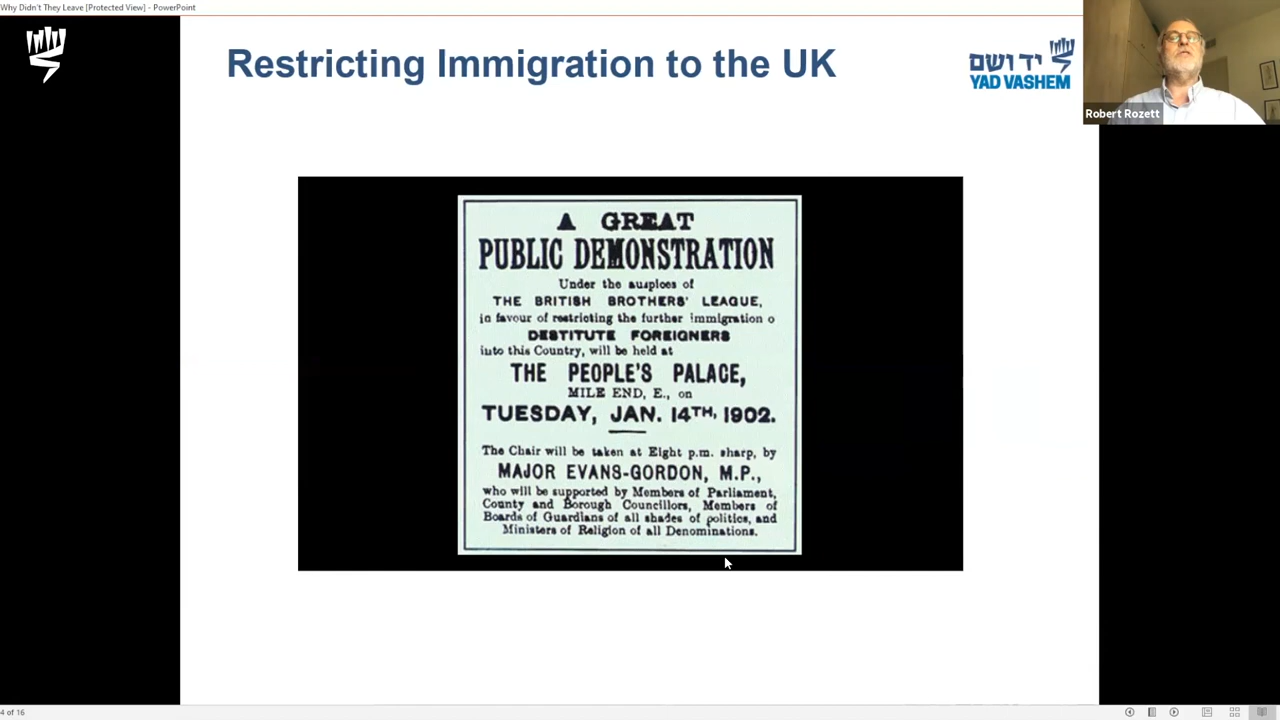 Why Didn't They Leave [Protected View] - PowerPoint
Restricting Immigration to the UK
יד ושם
YAD VASHEM
Robert Rozett
A GREAT
PUBLIC DEMONSTRATION
Under the auspices of
THE BRITISH BROTHERS' LEAGUE,
in favour of restricting the further immigration o
DESTITUTE FOREIGNERS
into this Country, will be held at
THE PEOPLE'S PALACE,
MILE END, E., on
TUESDAY, JAN. 14TH, 1902.
The Chair will be taken at Eight p.m. sharp, by
MAJOR EVANS-GORDON, M.P.,
who will be supported by Members of Parliament,
County and Borough Councillors, Members of
Boards of Guardians of all shades of politics, and
Ministers of Religion of all Denominations.
4 of 16